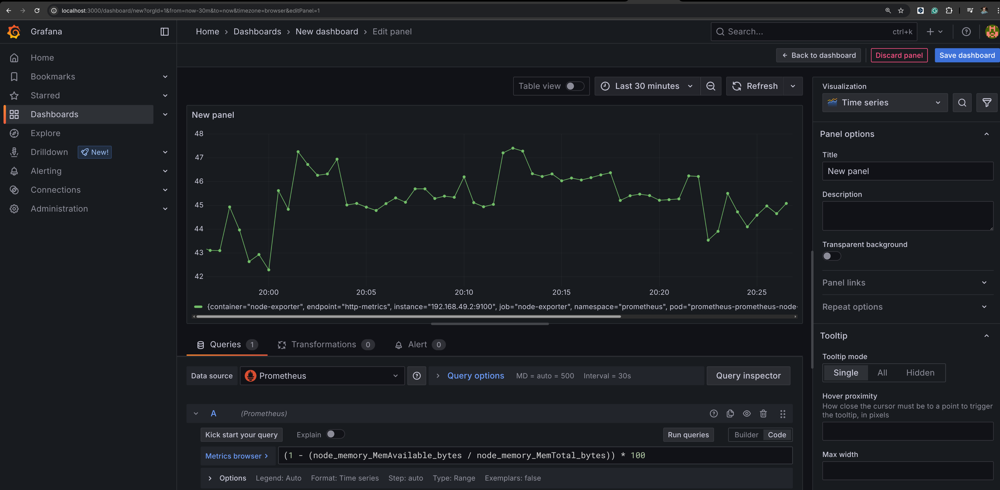 localhost:3000/dashboard/new?orgId=1&from=now-30m&to=now&timezone=browser&editPanel=1
Grafana
Home › Dashboards › New dashboard › Edit panel
Search...
ctrl+k
Back to dashboard
Discard panel
Save dashboard
Home
Bookmarks
Starred
Dashboards
Explore
Drilldown New!
Alerting
Connections
Administration
Table view
Last 30 minutes
Refresh
New panel
48
47
46
45
44
43
42
20:00 20:05 20:10 20:15 20:20 20:25
{container="node-exporter", endpoint="http-metrics", instance="192.168.49.2:9100", job="node-exporter", namespace="prometheus", pod="prometheus-prometheus-node-
Queries 1
Transformations 0
Alert 0
Data source
Prometheus
Query options MD = auto = 500 Interval = 30s
Query inspector
A (Prometheus)
Kick start your query
Explain
Run queries
Builder Code
Metrics browser >
(1 - (node_memory_MemAvailable_bytes / node_memory_MemTotal_bytes)) * 100
Options Legend: Auto Format: Time series Step: auto Type: Range Exemplars: false
Visualization
Time series
Panel options
Title
New panel
Description
Transparent background
Panel links
Repeat options
Tooltip
Tooltip mode
Single All Hidden
Hover proximity
How close the cursor must be to a point to trigger
the tooltip, in pixels
Max width